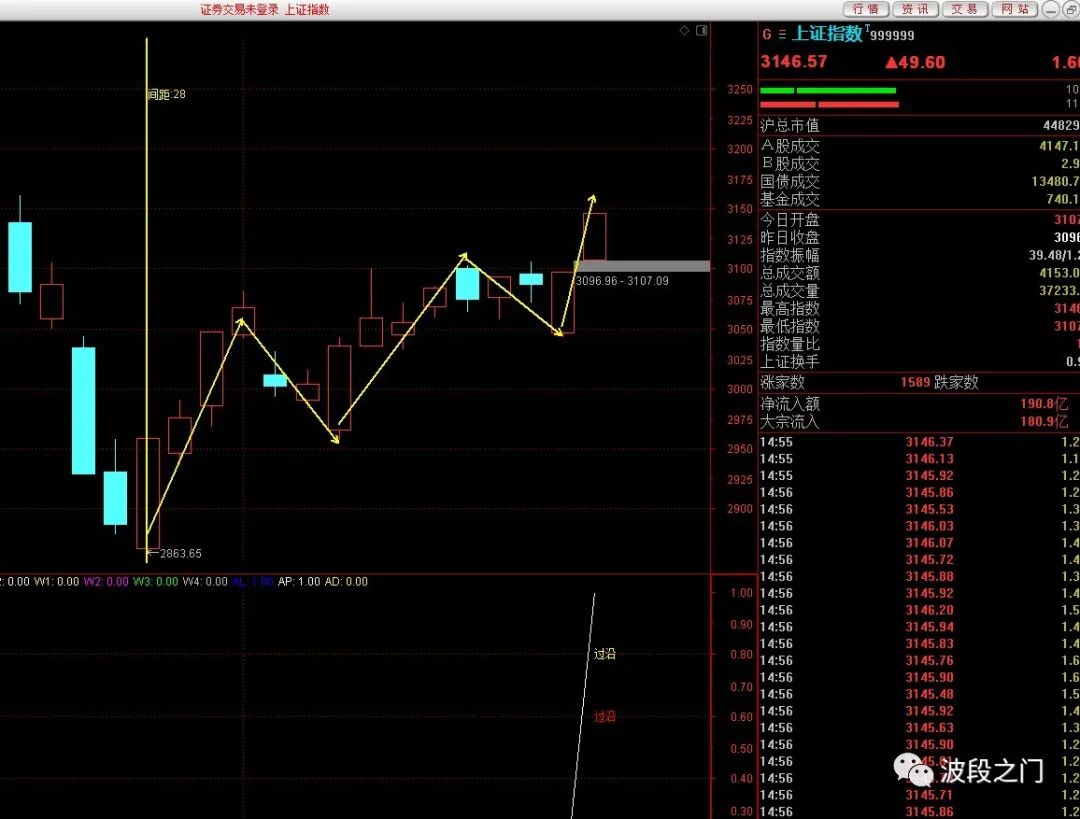 证券交易未登录 上证指数
行情 资讯 交易 网站
G 三 上证指数 T 999999
3146.57 ▲49.60 1.60
间距:28
3250
3225
3200
3175
3150
3125
3100
3075
3050
3025
3000
2975
2950
2925
2900
3096.96 - 3107.09
←2863.65
沪总市值 44829
A股成交 4147.1
B股成交 2.9
国债成交 13480.7
基金成交 740.1
今日开盘 3107
昨日收盘 3096
指数振幅 39.48/1.2
总成交额 4153.0
总成交量 37233.
最高指数 3146
最低指数 3107
指数量比 1
上证换手 0.9
涨家数 1589 跌家数
净流入额 190.8亿
大宗流入 180.9亿
: 0.00 W1: 0.00 W2: 0.00 W3: 0.00 W4: 0.00 AL: 1.00 AP: 1.00 AD: 0.00
1.00
0.90
0.80
0.70
0.60
0.50
0.40
0.30
过沿
过沿
14:55 3146.37 1.2
14:55 3146.13 1.1
14:55 3145.92 1.2
14:56 3145.86 1.2
14:56 3145.53 1.3
14:56 3146.03 1.3
14:56 3146.07 1.4
14:56 3145.72 1.4
14:56 3145.88 1.3
14:56 3145.92 1.4
14:56 3146.20 1.5
14:56 3145.94 1.4
14:56 3145.83 1.4
14:56 3145.76 1.6
14:56 3145.90 1.6
14:56 3145.48 1.5
14:56 3145.92 1.4
14:56 3145.63 1.3
14:56 3145.90 1.2
14:56 1.2
14:56 1.2
14:56 3145.71 1.2
14:56 3145.86 1.2
波段之门